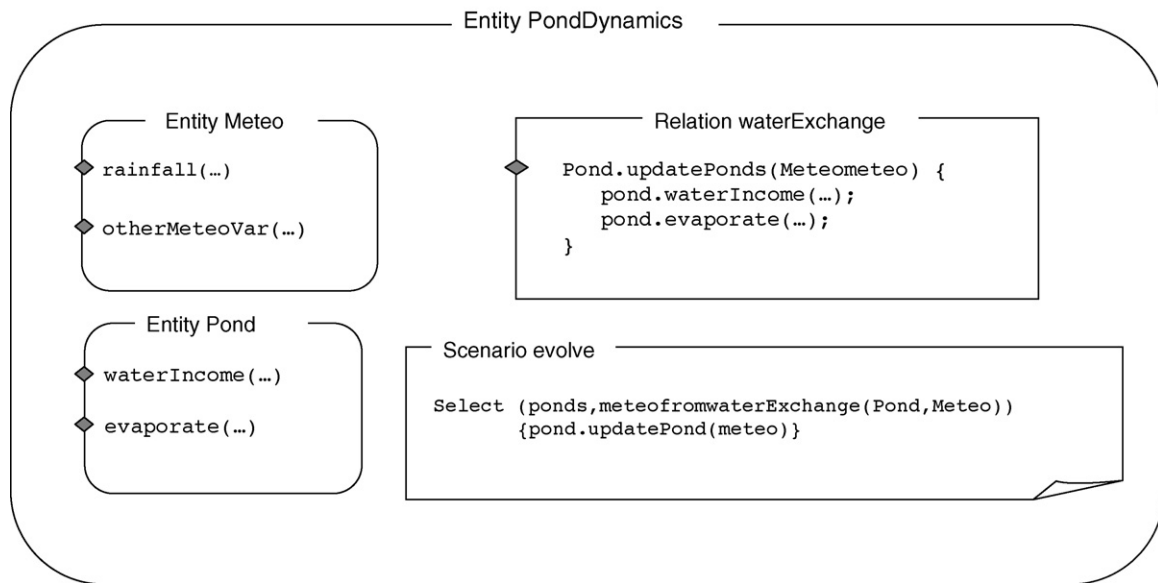 Entity PondDynamics
Entity Meteo
rainfall(…)
otherMeteoVar(…)
Relation waterExchange
Pond.updatePonds(Meteometeo) {
pond.waterIncome(…);
pond.evaporate(…);
}
Entity Pond
waterIncome(…)
evaporate(…)
Scenario evolve
Select (ponds,meteofromwaterExchange(Pond,Meteo))
{pond.updatePond(meteo)}